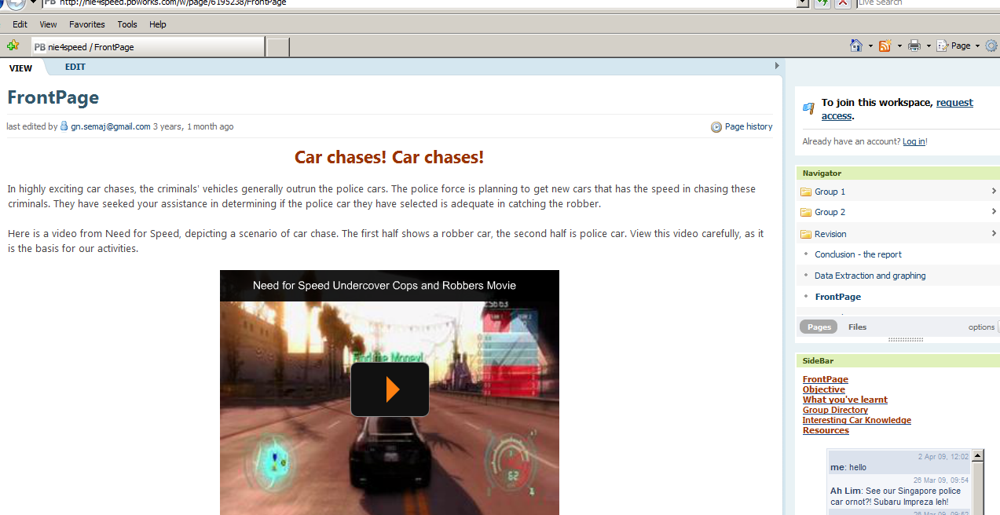 http://nie4speed.pbworks.com/w/page/6195238/FrontPage
Live Search
Edit View Favorites Tools Help
PB nie4speed / FrontPage
Page
VIEW EDIT
FrontPage
last edited by gn.semaj@gmail.com 3 years, 1 month ago
Page history
Car chases! Car chases!
In highly exciting car chases, the criminals' vehicles generally outrun the police cars. The police force is planning to get new cars that has the speed in chasing these
criminals. They have seeked your assistance in determining if the police car they have selected is adequate in catching the robber.
Here is a video from Need for Speed, depicting a scenario of car chase. The first half shows a robber car, the second half is police car. View this video carefully, as it
is the basis for our activities.
Need for Speed Undercover Cops and Robbers Movie
Find the Money!
62
To join this workspace, request
access.
Already have an account? Log in!
Navigator
Group 1
Group 2
Revision
Conclusion - the report
Data Extraction and graphing
FrontPage
Pages Files options
SideBar
FrontPage
Objective
What you've learnt
Group Directory
Interesting Car Knowledge
Resources
2 Apr 09, 12:02
me: hello
26 Mar 09, 09:54
Ah Lim: See our Singapore police
car ornot?! Subaru Impreza leh!
26 Mar 09, 09:52